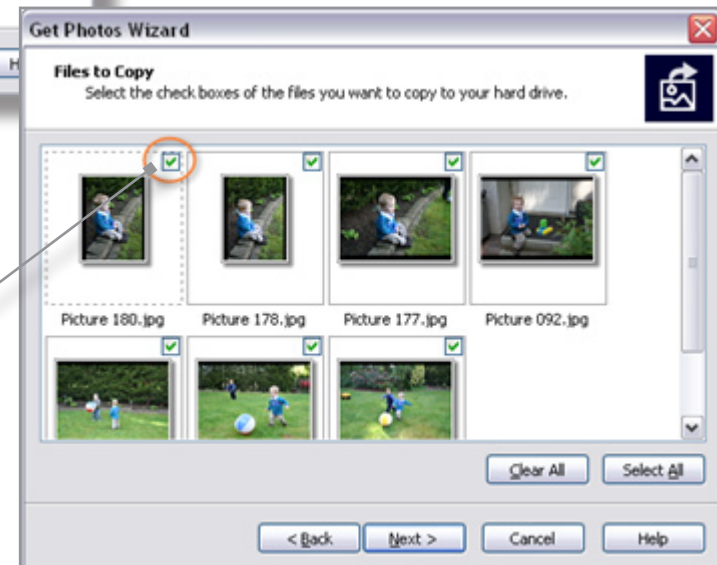 Get Photos Wizard
Files to Copy
Select the check boxes of the files you want to copy to your hard drive.
Picture 180.jpg
Picture 178.jpg
Picture 177.jpg
Picture 092.jpg
Clear All
Select All
< Back
Next >
Cancel
Help